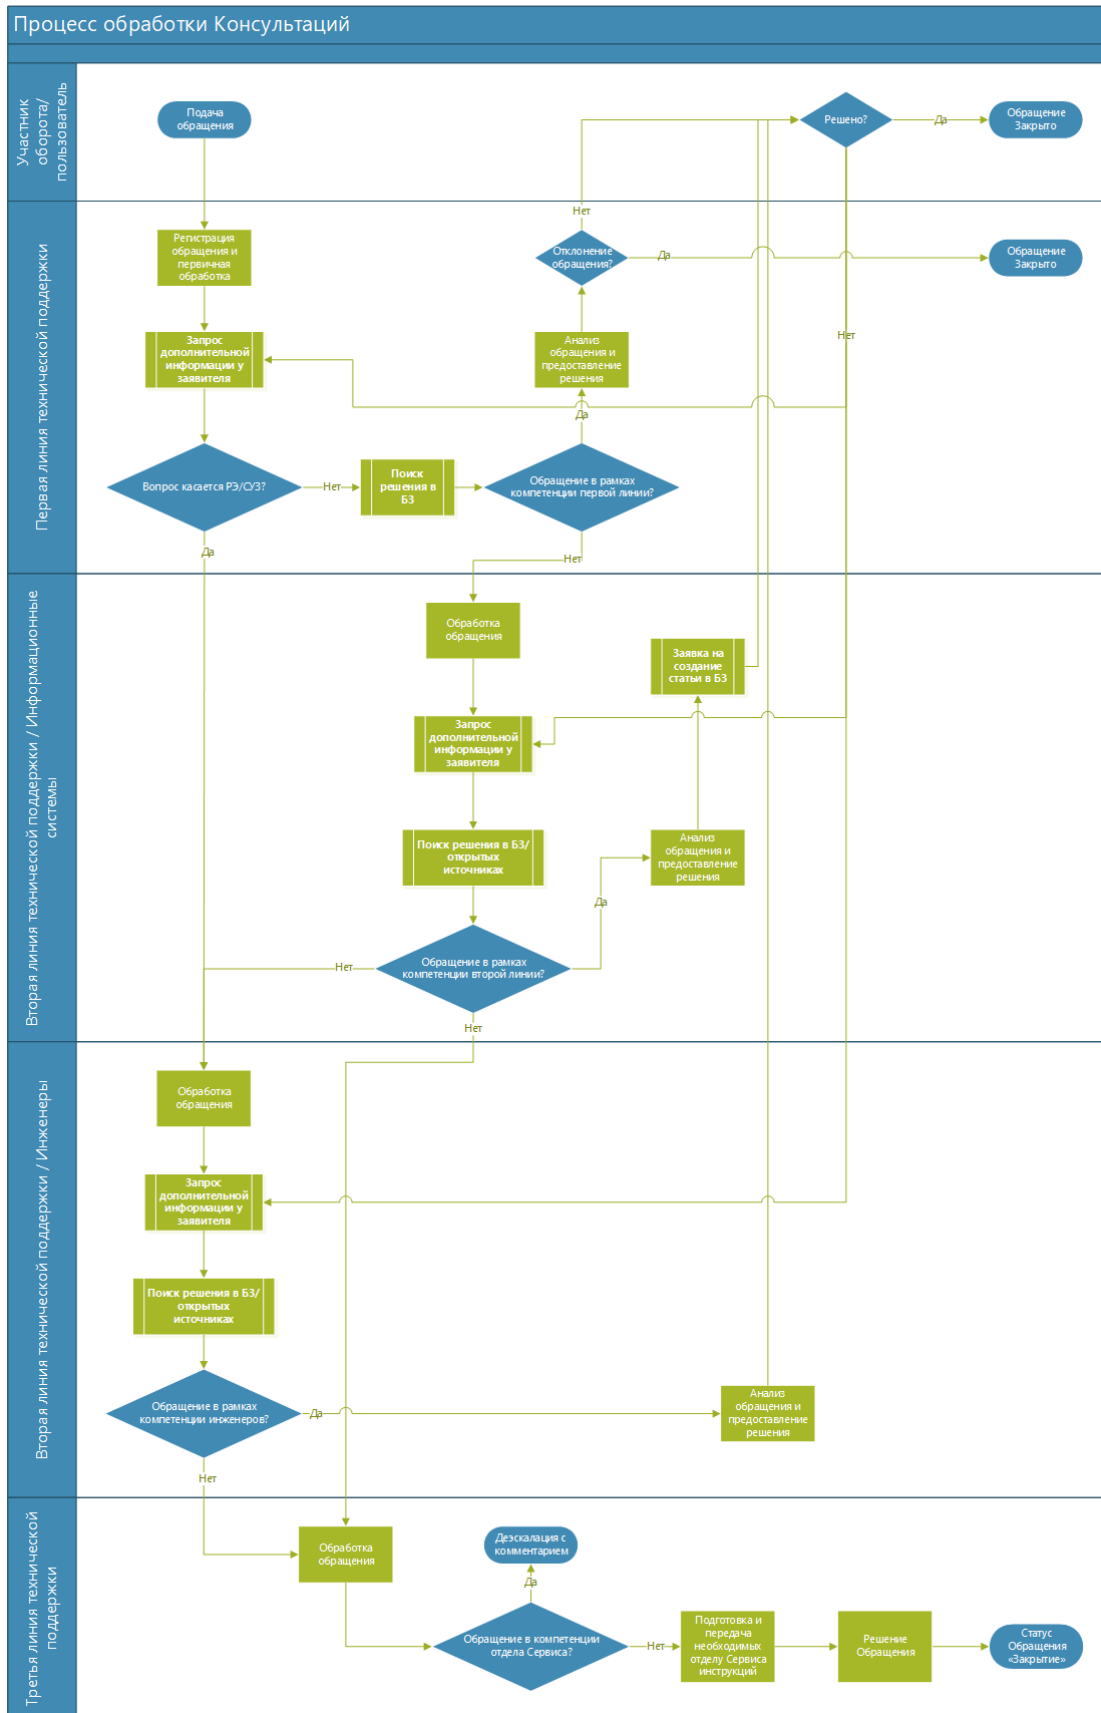 Процесс обработки Консультаций
Участник
оборота/
пользователь
Подача
обращения
Решено?
Да
Обращение
Закрыто
Первая линия технической поддержки
Нет
Регистрация
обращения и
первичная
обработка
Отклонение
обращения?
Да
Обращение
Закрыто
Запрос
дополнительной
информации у
заявителя
Анализ
обращения и
предоставление
решения
Нет
Да
Вопрос касается РЭ/СУЗ?
Нет
Поиск
решения в
БЗ
Обращение в рамках
компетенции первой линии?
Да
Нет
Вторая линия технической поддержки / Информационные
системы
Обработка
обращения
Заявка на
создание
статьи в БЗ
Запрос
дополнительной
информации у
заявителя
Поиск решения в БЗ/
открытых
источниках
Анализ
обращения и
предоставление
решения
Да
Обращение в рамках
компетенции второй линии?
Нет
Нет
Вторая линия технической поддержки / Инженеры
Обработка
обращения
Запрос
дополнительной
информации у
заявителя
Поиск решения в БЗ/
открытых
источниках
Обращение в рамках
компетенции инженеров?
Да
Анализ
обращения и
предоставление
решения
Нет
Третья линия технической
поддержки
Обработка
обращения
Деэскалация с
комментарием
Да
Обращение в компетенции
отдела Сервиса?
Нет
Подготовка и
передача
необходимых
отделу Сервиса
инструкций
Решение
Обращения
Статус
Обращения
«Закрытие»